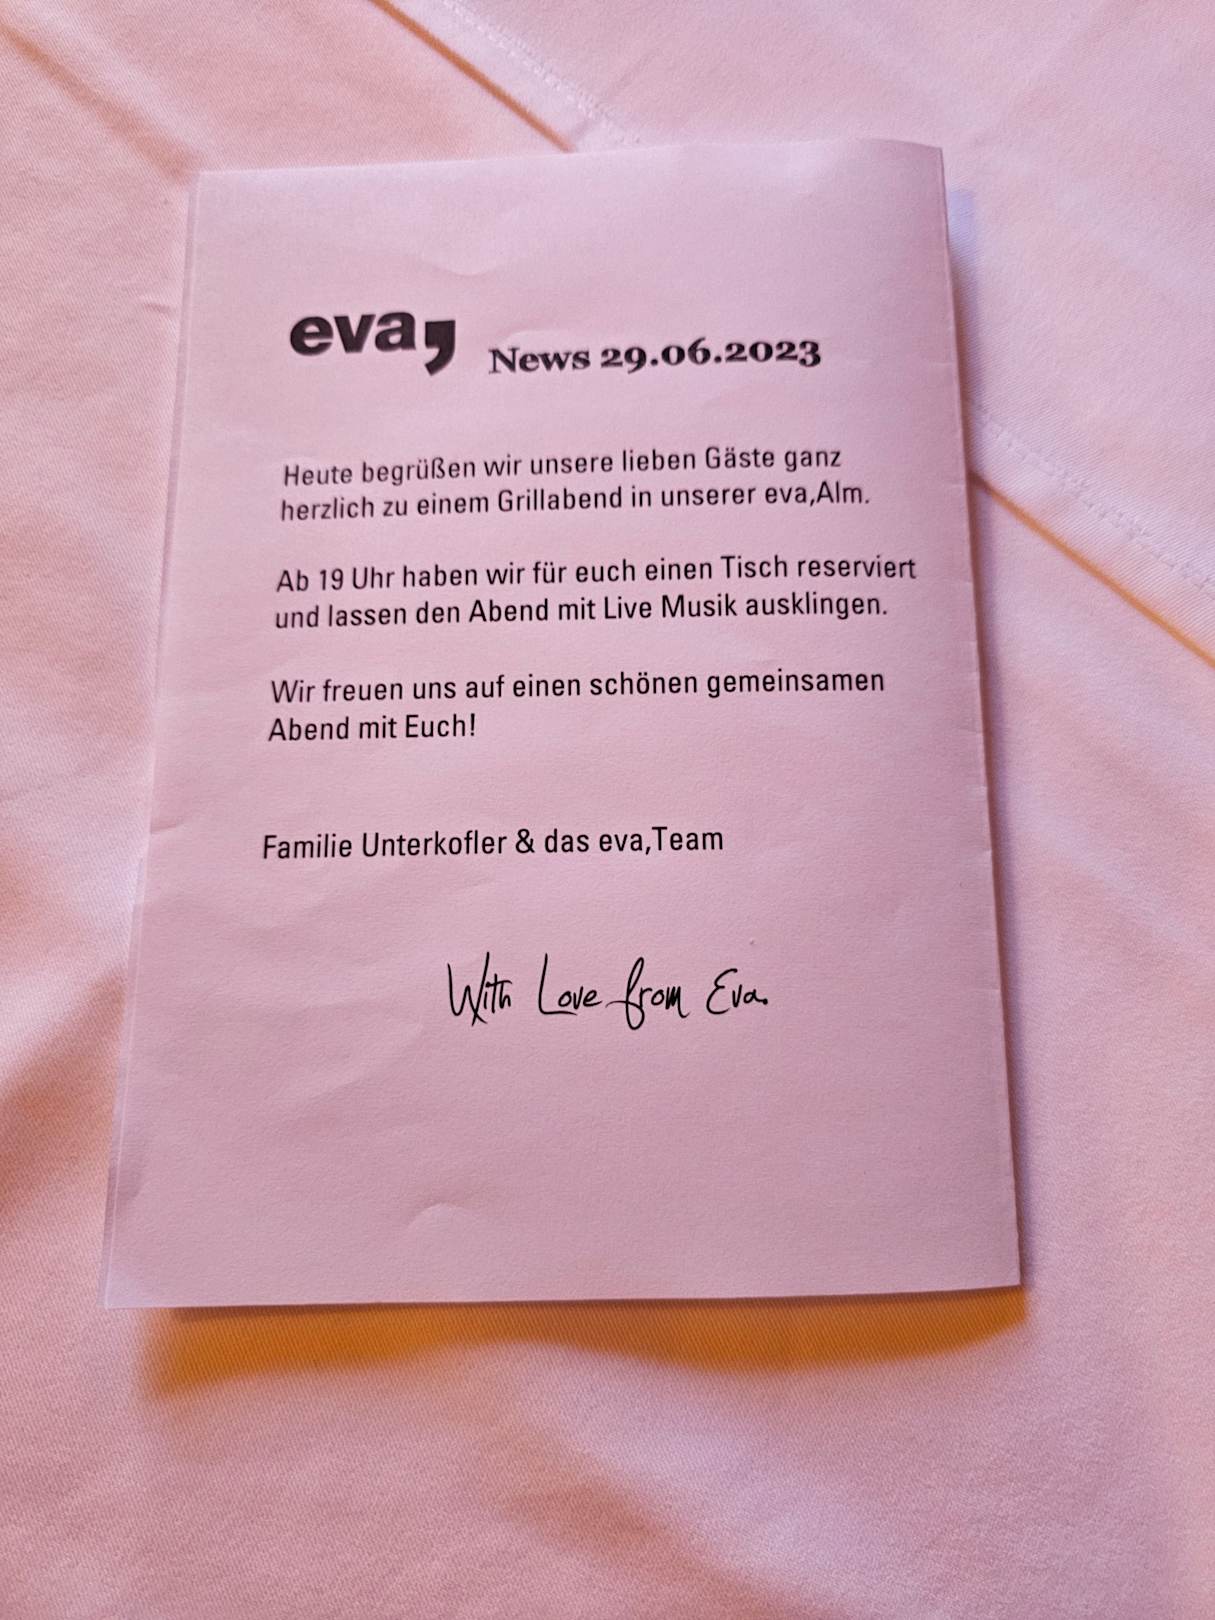 eva, News 29.06.2023
Heute begrüßen wir unsere lieben Gäste ganz
herzlich zu einem Grillabend in unserer eva,Alm.
Ab 19 Uhr haben wir für euch einen Tisch reserviert
und lassen den Abend mit Live Musik ausklingen.
Wir freuen uns auf einen schönen gemeinsamen
Abend mit Euch!
Familie Unterkofler & das eva,Team
With Love from Eva.